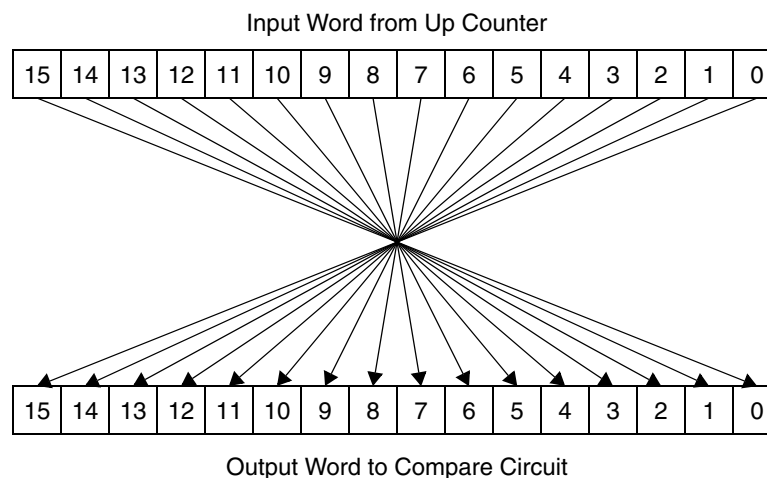 Input Word from Up Counter
15 14 13 12 11 10 9 8 7 6 5 4 3 2 1 0
15 14 13 12 11 10 9 8 7 6 5 4 3 2 1 0
Output Word to Compare Circuit